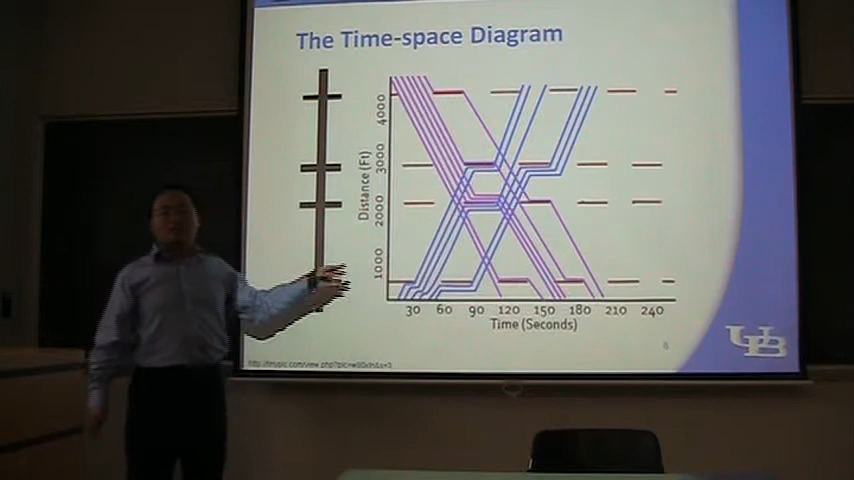 The Time-space Diagram
Distance (Ft)
4000
3000
2000
1000
30 60 90 120 150 180 210 240
Time (Seconds)
6
UB